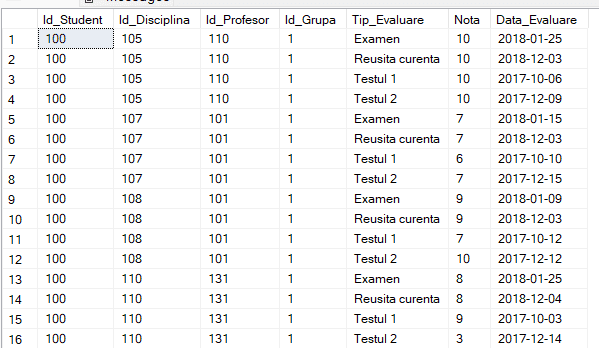 Messages
Id_Student Id_Disciplina Id_Profesor Id_Grupa Tip_Evaluare Nota Data_Evaluare
1 100 105 110 1 Examen 10 2018-01-25
2 100 105 110 1 Reusita curenta 10 2018-12-03
3 100 105 110 1 Testul 1 10 2017-10-06
4 100 105 110 1 Testul 2 10 2017-12-09
5 100 107 101 1 Examen 7 2018-01-15
6 100 107 101 1 Reusita curenta 7 2018-12-03
7 100 107 101 1 Testul 1 6 2017-10-10
8 100 107 101 1 Testul 2 7 2017-12-15
9 100 108 101 1 Examen 9 2018-01-09
10 100 108 101 1 Reusita curenta 9 2018-12-03
11 100 108 101 1 Testul 1 7 2017-10-12
12 100 108 101 1 Testul 2 10 2017-12-12
13 100 110 131 1 Examen 8 2018-01-25
14 100 110 131 1 Reusita curenta 8 2018-12-04
15 100 110 131 1 Testul 1 9 2017-10-03
16 100 110 131 1 Testul 2 3 2017-12-14